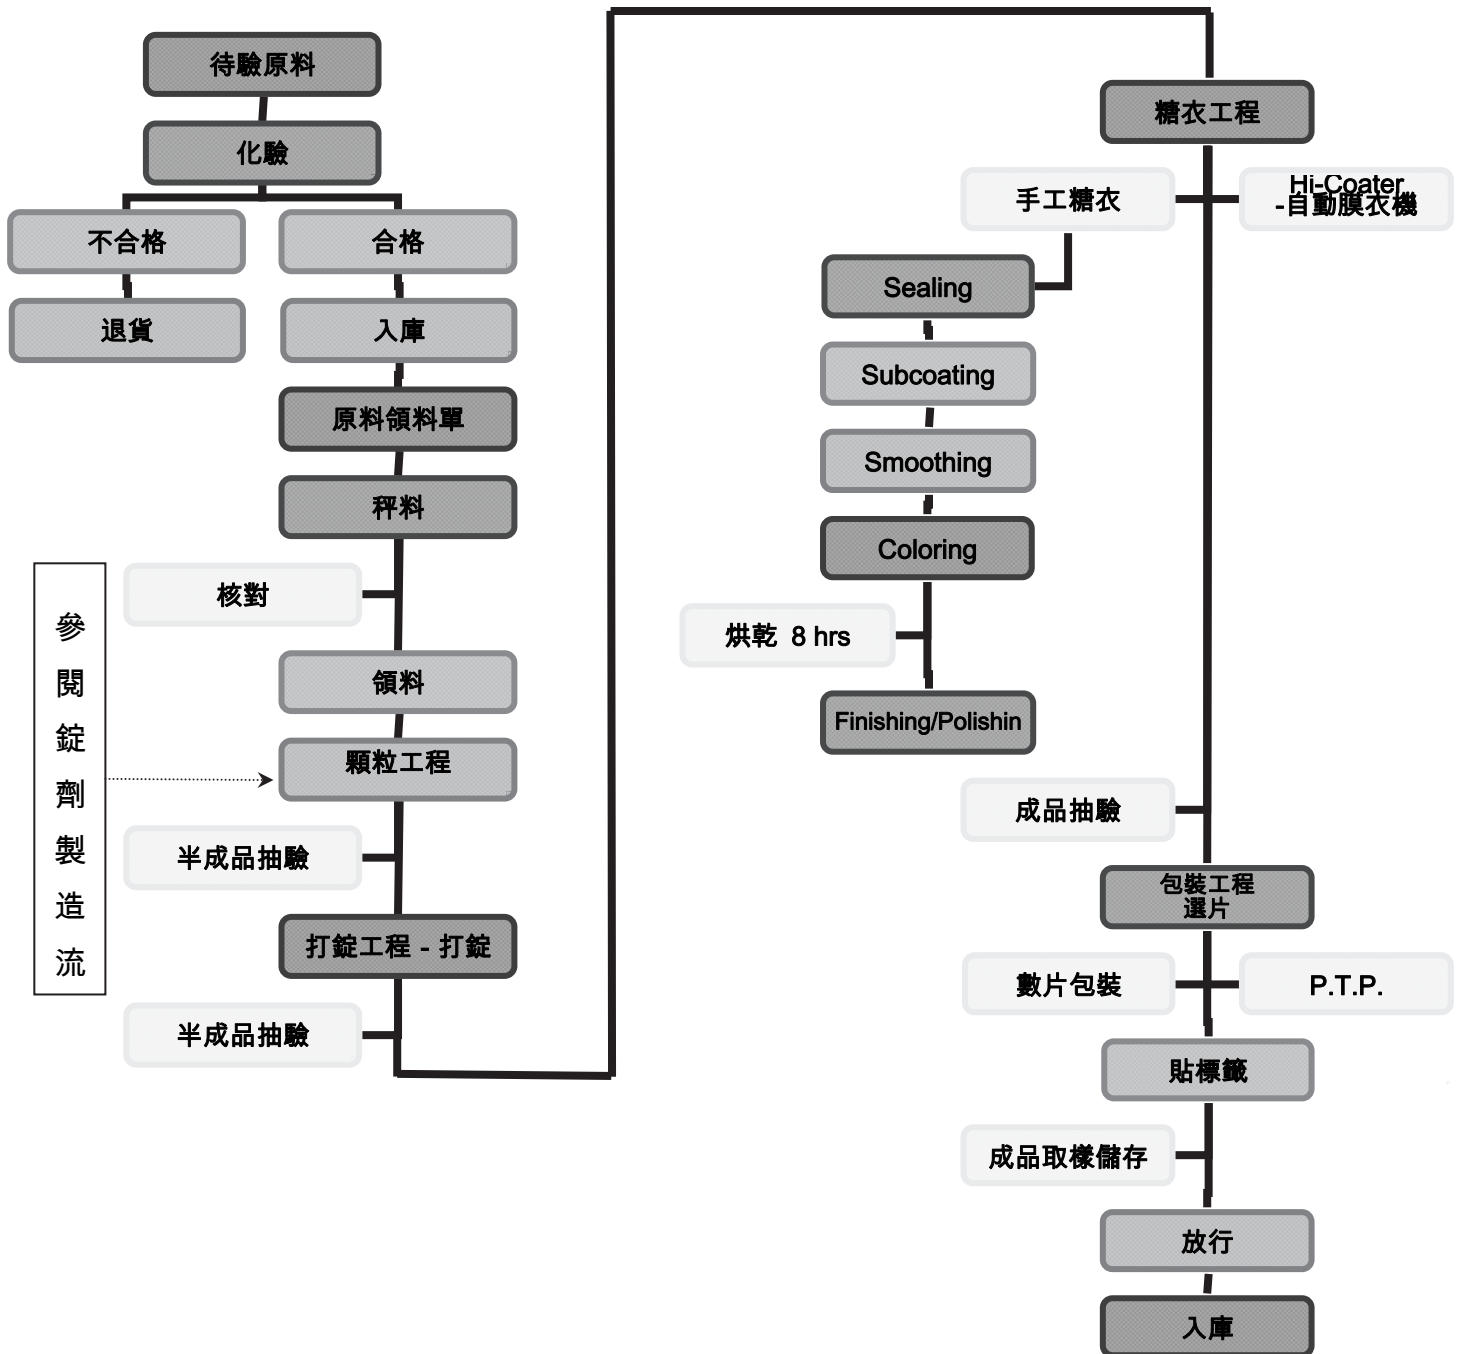 待驗原料
化驗
不合格
合格
退貨
入庫
原料領料單
秤料
核對
領料
顆粒工程
參閱錠劑製造流
半成品抽驗
打錠工程 - 打錠
半成品抽驗
糖衣工程
手工糖衣
Hi-Coater
-自動膜衣機
Sealing
Subcoating
Smoothing
Coloring
烘乾 8 hrs
Finishing/Polishin
成品抽驗
包裝工程
選片
數片包裝
P.T.P.
貼標籤
成品取樣儲存
放行
入庫